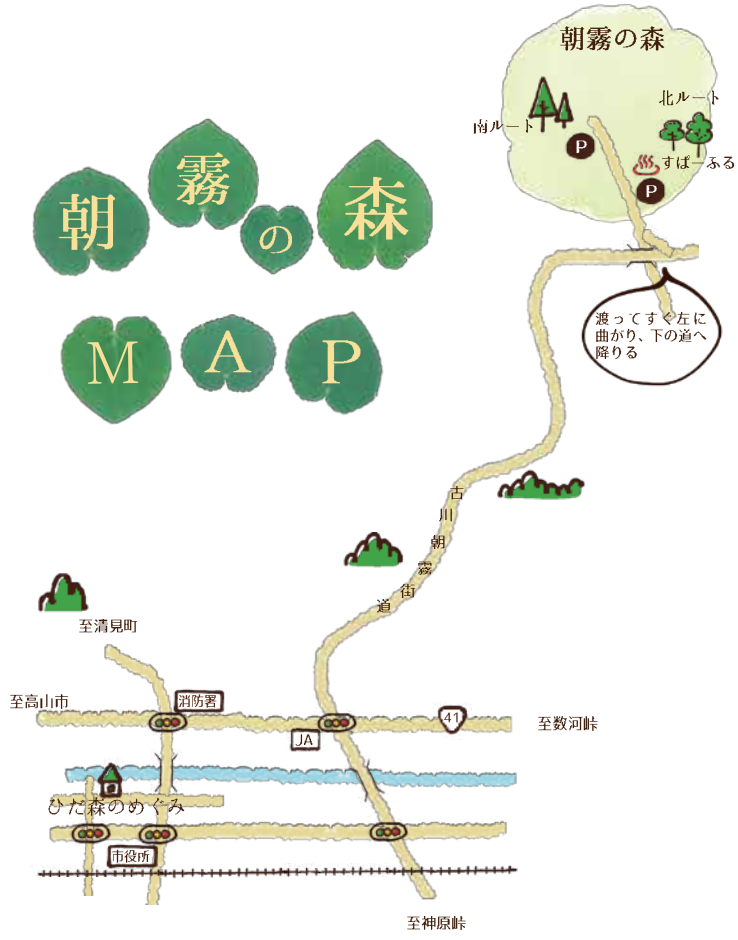 朝霧の森
北ルート
南ルート
P
すぱーふる
P
朝霧の森
MAP
渡ってすぐ左に
曲がり、下の道へ
降りる
古川朝霧街道
至清見町
至高山市
消防署
JA
41
至数河峠
ひだ森のめぐみ
市役所
至神原峠